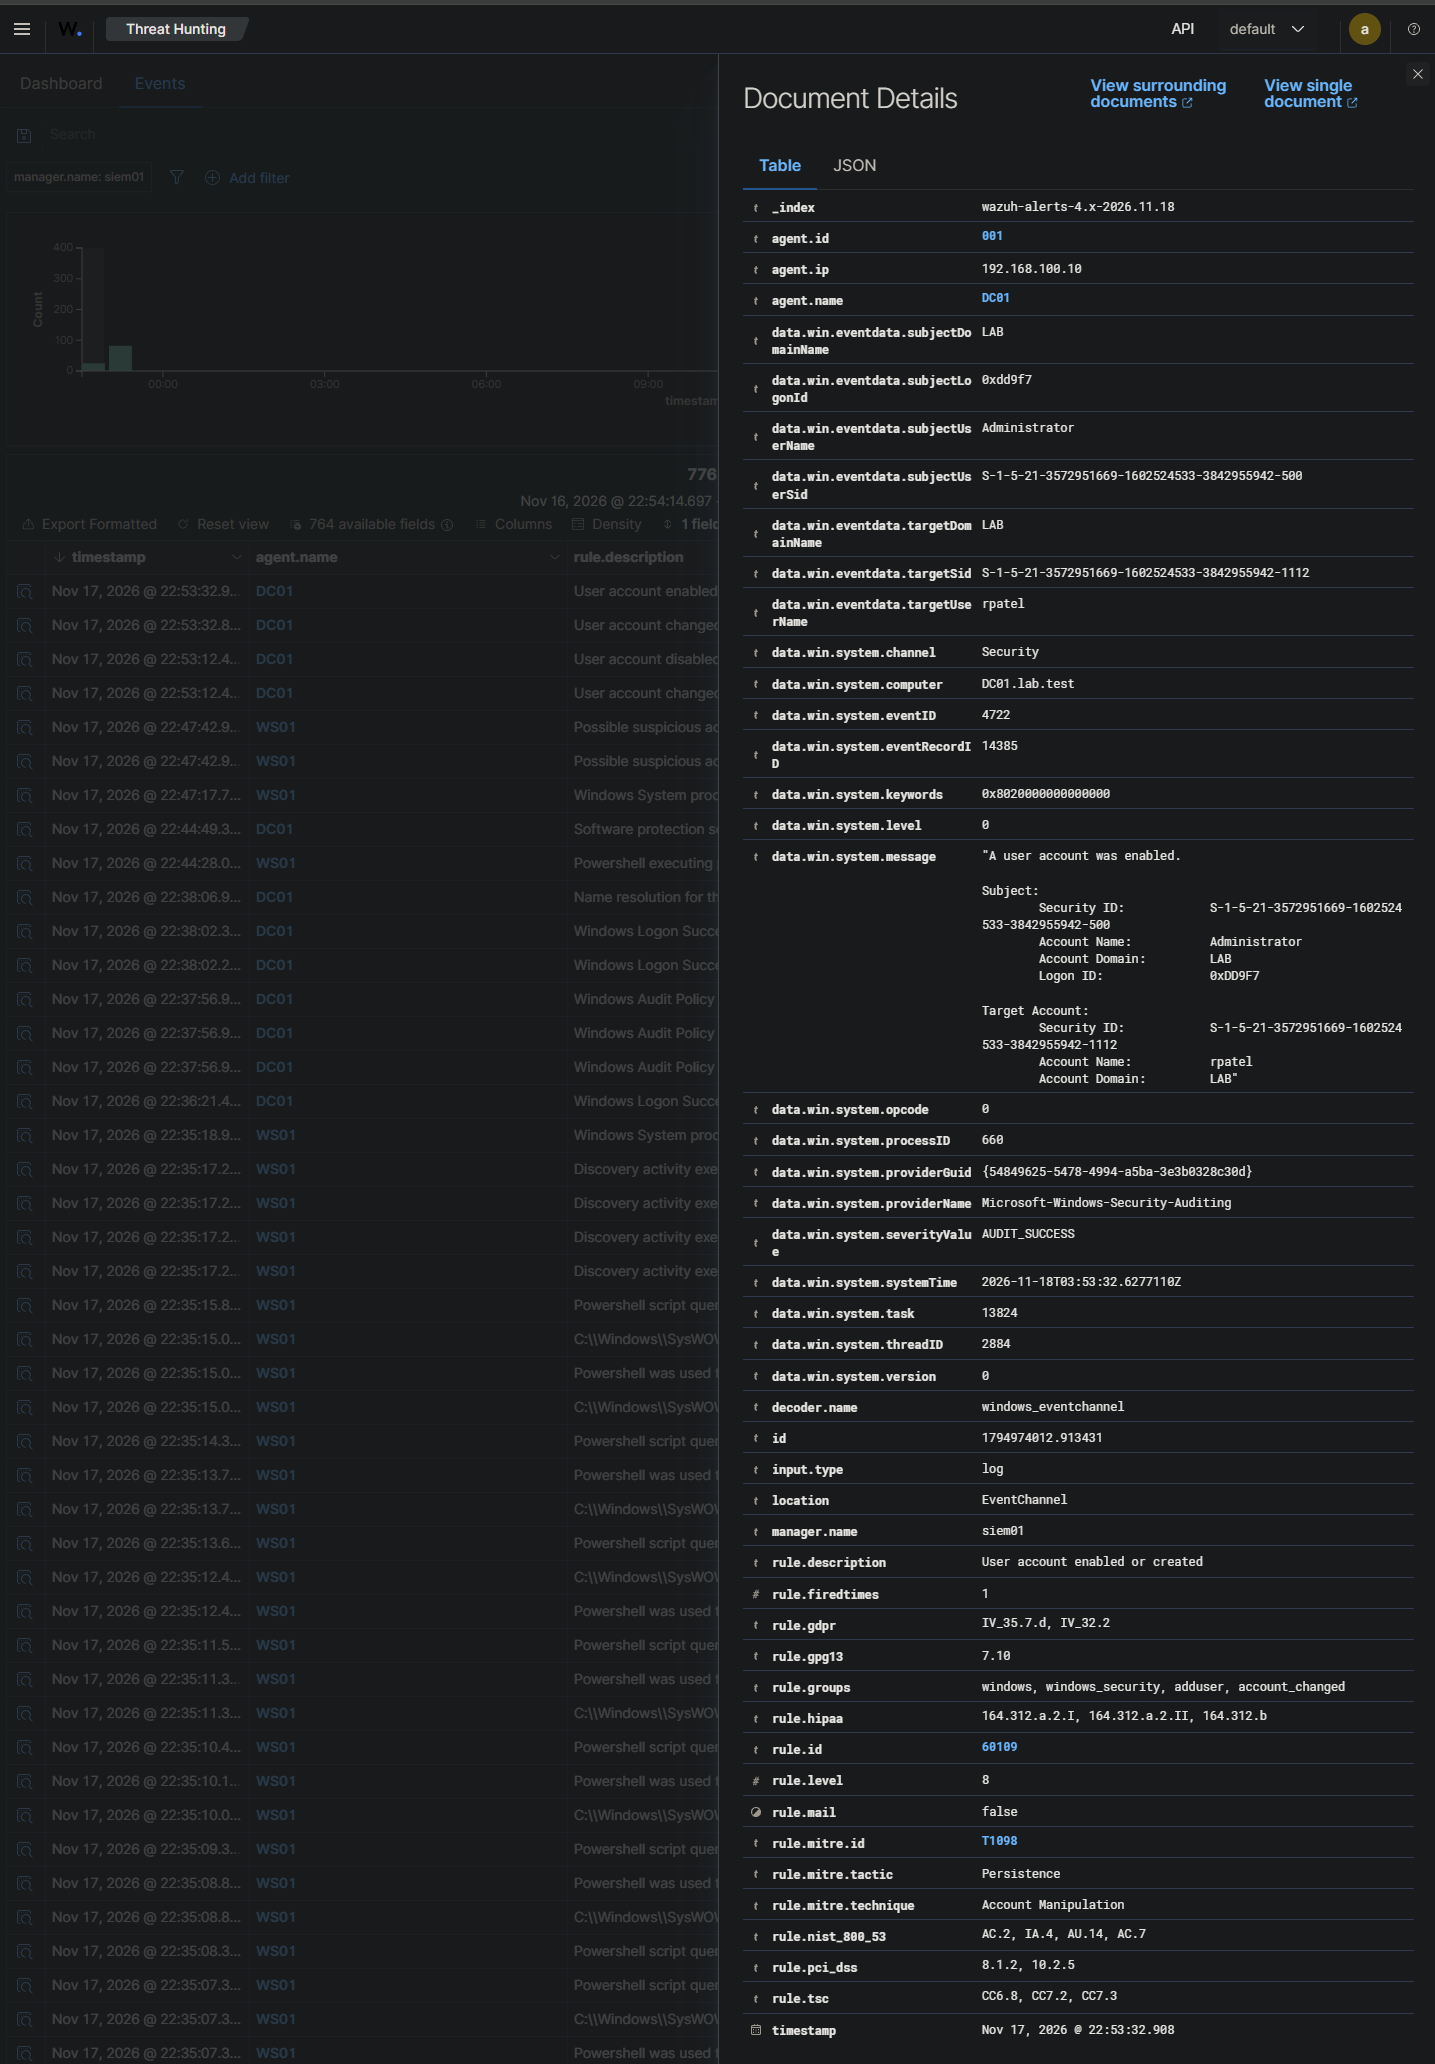 W.
Threat Hunting
API
default
a
Dashboard
Events
Search
manager.name: siem01
Add filter
400
300
200
100
0
Count
00:00
03:00
06:00
09:00
776
Nov 16, 2026 @ 22:54:14.697
Export Formatted
Reset view
764 available fields
Columns
Density
timestamp
agent.name
rule.description
Nov 17, 2026 @ 22:53:32.9... DC01 User account enabled
Nov 17, 2026 @ 22:53:32.8... DC01 User account changed
Nov 17, 2026 @ 22:53:12.4... DC01 User account disabled
Nov 17, 2026 @ 22:53:12.4... DC01 User account changed
Nov 17, 2026 @ 22:47:42.9... WS01 Possible suspicious ac
Nov 17, 2026 @ 22:47:42.9... WS01 Possible suspicious ac
Nov 17, 2026 @ 22:47:17.7... WS01 Windows System proc
Nov 17, 2026 @ 22:44:49.3... DC01 Software protection s
Nov 17, 2026 @ 22:44:28.0... WS01 Powershell executing
Nov 17, 2026 @ 22:38:06.9... DC01 Name resolution for th
Nov 17, 2026 @ 22:38:02.3... DC01 Windows Logon Succe
Nov 17, 2026 @ 22:38:02.2... DC01 Windows Logon Succe
Nov 17, 2026 @ 22:37:56.9... DC01 Windows Audit Policy
Nov 17, 2026 @ 22:37:56.9... DC01 Windows Audit Policy
Nov 17, 2026 @ 22:37:56.9... DC01 Windows Audit Policy
Nov 17, 2026 @ 22:36:21.4... DC01 Windows Logon Succe
Nov 17, 2026 @ 22:35:18.9... WS01 Windows System proc
Nov 17, 2026 @ 22:35:17.2... WS01 Discovery activity exe
Nov 17, 2026 @ 22:35:17.2... WS01 Discovery activity exe
Nov 17, 2026 @ 22:35:17.2... WS01 Discovery activity exe
Nov 17, 2026 @ 22:35:17.2... WS01 Discovery activity exe
Nov 17, 2026 @ 22:35:15.8... WS01 Powershell script quer
Nov 17, 2026 @ 22:35:15.0... WS01 C:\\Windows\\SysWO
Nov 17, 2026 @ 22:35:15.0... WS01 Powershell was used
Nov 17, 2026 @ 22:35:15.0... WS01 C:\\Windows\\SysWO
Nov 17, 2026 @ 22:35:14.3... WS01 Powershell script quer
Nov 17, 2026 @ 22:35:13.7... WS01 Powershell was used
Nov 17, 2026 @ 22:35:13.7... WS01 C:\\Windows\\SysWO
Nov 17, 2026 @ 22:35:13.6... WS01 Powershell script quer
Nov 17, 2026 @ 22:35:12.4... WS01 C:\\Windows\\SysWO
Nov 17, 2026 @ 22:35:12.4... WS01 Powershell was used
Nov 17, 2026 @ 22:35:11.5... WS01 Powershell script quer
Nov 17, 2026 @ 22:35:11.3... WS01 Powershell was used
Nov 17, 2026 @ 22:35:11.3... WS01 C:\\Windows\\SysWO
Nov 17, 2026 @ 22:35:10.4... WS01 Powershell script quer
Nov 17, 2026 @ 22:35:10.1... WS01 Powershell was used
Nov 17, 2026 @ 22:35:10.0... WS01 C:\\Windows\\SysWO
Nov 17, 2026 @ 22:35:09.3... WS01 Powershell script quer
Nov 17, 2026 @ 22:35:08.8... WS01 Powershell was used
Nov 17, 2026 @ 22:35:08.8... WS01 C:\\Windows\\SysWO
Nov 17, 2026 @ 22:35:08.3... WS01 Powershell script quer
Nov 17, 2026 @ 22:35:07.3... WS01 Powershell script quer
Nov 17, 2026 @ 22:35:07.3... WS01 C:\\Windows\\SysWO
Nov 17, 2026 @ 22:35:07.3... WS01 Powershell was used
Document Details
View surrounding
documents
View single
document
Table
JSON
t _index wazuh-alerts-4.x-2026.11.18
t agent.id 001
t agent.ip 192.168.100.10
t agent.name DC01
t data.win.eventdata.subjectDo LAB
mainName
t data.win.eventdata.subjectLo 0xdd9f7
gonId
t data.win.eventdata.subjectUs Administrator
erName
t data.win.eventdata.subjectUs S-1-5-21-3572951669-1602524533-3842955942-500
erSid
t data.win.eventdata.targetDom LAB
ainName
t data.win.eventdata.targetSid S-1-5-21-3572951669-1602524533-3842955942-1112
t data.win.eventdata.targetUse rpatel
rName
t data.win.system.channel Security
t data.win.system.computer DC01.lab.test
t data.win.system.eventID 4722
t data.win.system.eventRecordI 14385
D
t data.win.system.keywords 0x8020000000000000
t data.win.system.level 0
t data.win.system.message "A user account was enabled.
Subject:
Security ID: S-1-5-21-3572951669-1602524
533-3842955942-500
Account Name: Administrator
Account Domain: LAB
Logon ID: 0xDD9F7
Target Account:
Security ID: S-1-5-21-3572951669-1602524
533-3842955942-1112
Account Name: rpatel
Account Domain: LAB"
t data.win.system.opcode 0
t data.win.system.processID 660
t data.win.system.providerGuid {54849625-5478-4994-a5ba-3e3b0328c30d}
t data.win.system.providerName Microsoft-Windows-Security-Auditing
t data.win.system.severityValu AUDIT_SUCCESS
e
t data.win.system.systemTime 2026-11-18T03:53:32.6277110Z
t data.win.system.task 13824
t data.win.system.threadID 2884
t data.win.system.version 0
t decoder.name windows_eventchannel
t id 1794974012.913431
t input.type log
t location EventChannel
t manager.name siem01
t rule.description User account enabled or created
# rule.firedtimes 1
t rule.gdpr IV_35.7.d, IV_32.2
t rule.gpg13 7.10
t rule.groups windows, windows_security, adduser, account_changed
t rule.hipaa 164.312.a.2.I, 164.312.a.2.II, 164.312.b
t rule.id 60109
# rule.level 8
rule.mail false
t rule.mitre.id T1098
t rule.mitre.tactic Persistence
t rule.mitre.technique Account Manipulation
t rule.nist_800_53 AC.2, IA.4, AU.14, AC.7
t rule.pci_dss 8.1.2, 10.2.5
t rule.tsc CC6.8, CC7.2, CC7.3
timestamp Nov 17, 2026 @ 22:53:32.908